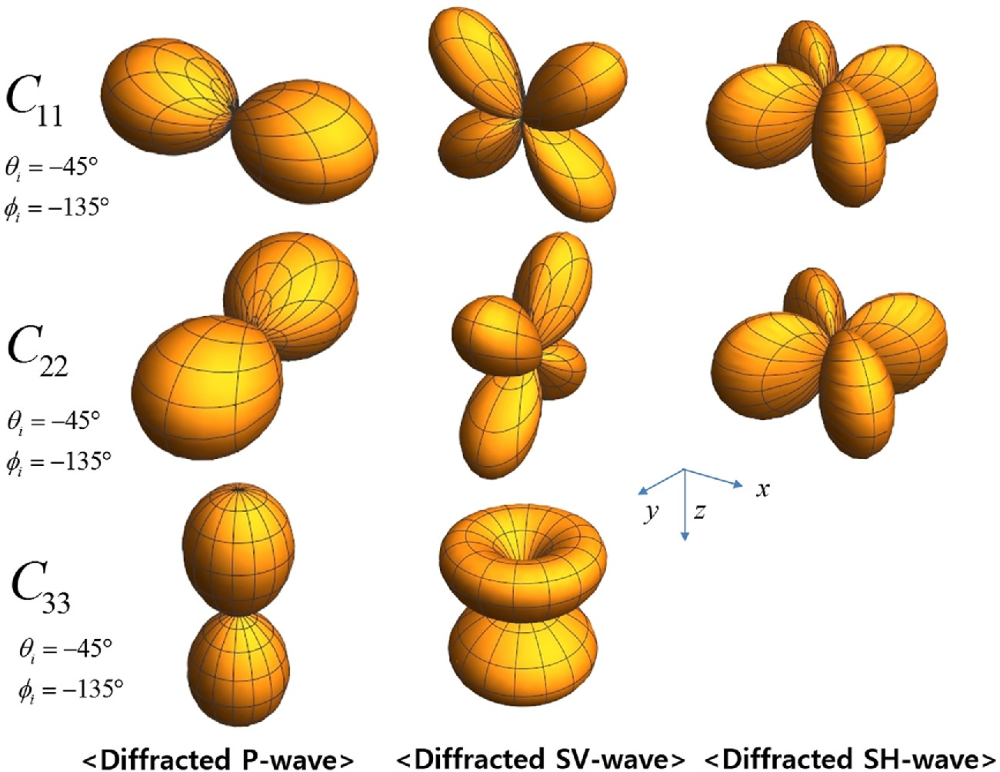 C₁₁
θᵢ = –45°
ϕᵢ = –135°
C₂₂
θᵢ = –45°
ϕᵢ = –135°
x
y z
C₃₃
θᵢ = –45°
ϕᵢ = –135°
<Diffracted P-wave> <Diffracted SV-wave> <Diffracted SH-wave>